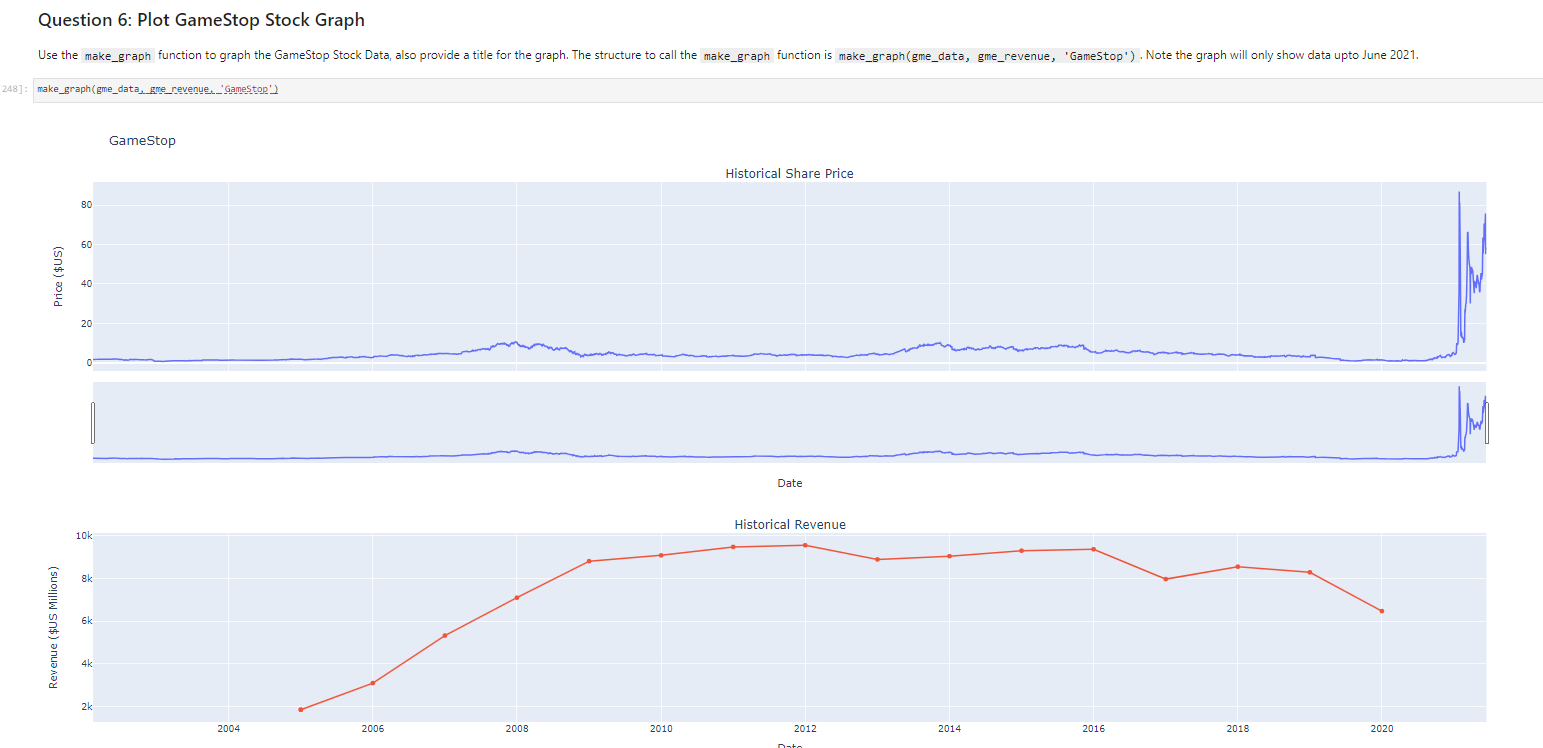 Question 6: Plot GameStop Stock Graph
Use the make_graph function to graph the GameStop Stock Data, also provide a title for the graph. The structure to call the make_graph function is make_graph(gme_data, gme_revenue, 'GameStop') . Note the graph will only show data upto June 2021.
248]: make_graph(gme_data, gme_revenue, 'GameStop')
GameStop
Historical Share Price
80
60
40
20
0
Price ($US)
Date
Historical Revenue
10k
8k
6k
4k
2k
Revenue ($US Millions)
2004 2006 2008 2010 2012 2014 2016 2018 2020
Date